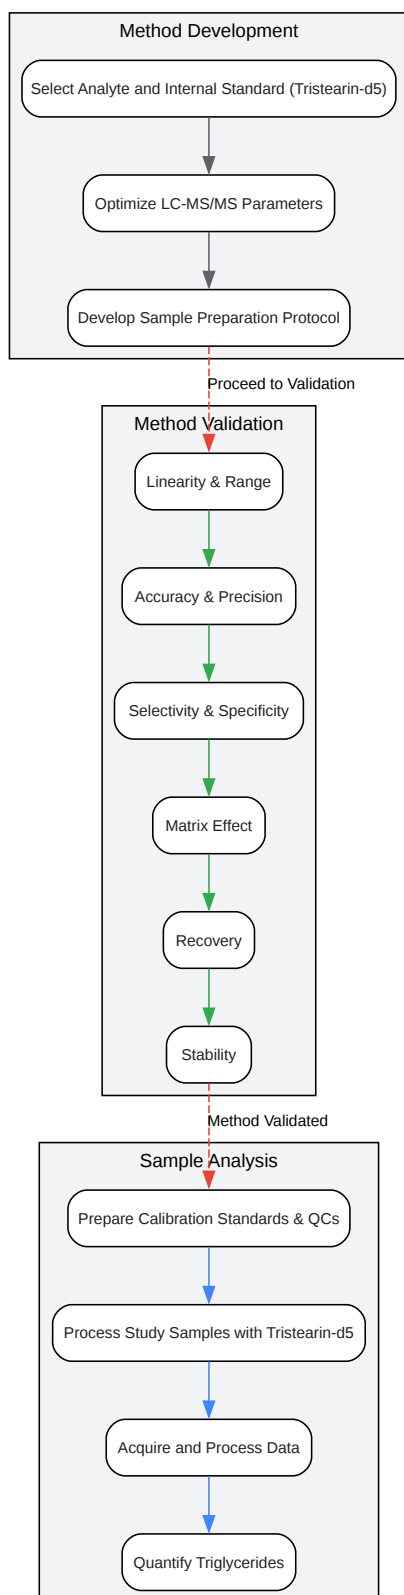 Method Development
Select Analyte and Internal Standard (Tristearin-d5)
Optimize LC-MS/MS Parameters
Develop Sample Preparation Protocol
Proceed to Validation
Method Validation
Linearity & Range
Accuracy & Precision
Selectivity & Specificity
Matrix Effect
Recovery
Stability
Method Validated
Sample Analysis
Prepare Calibration Standards & QCs
Process Study Samples with Tristearin-d5
Acquire and Process Data
Quantify Triglycerides